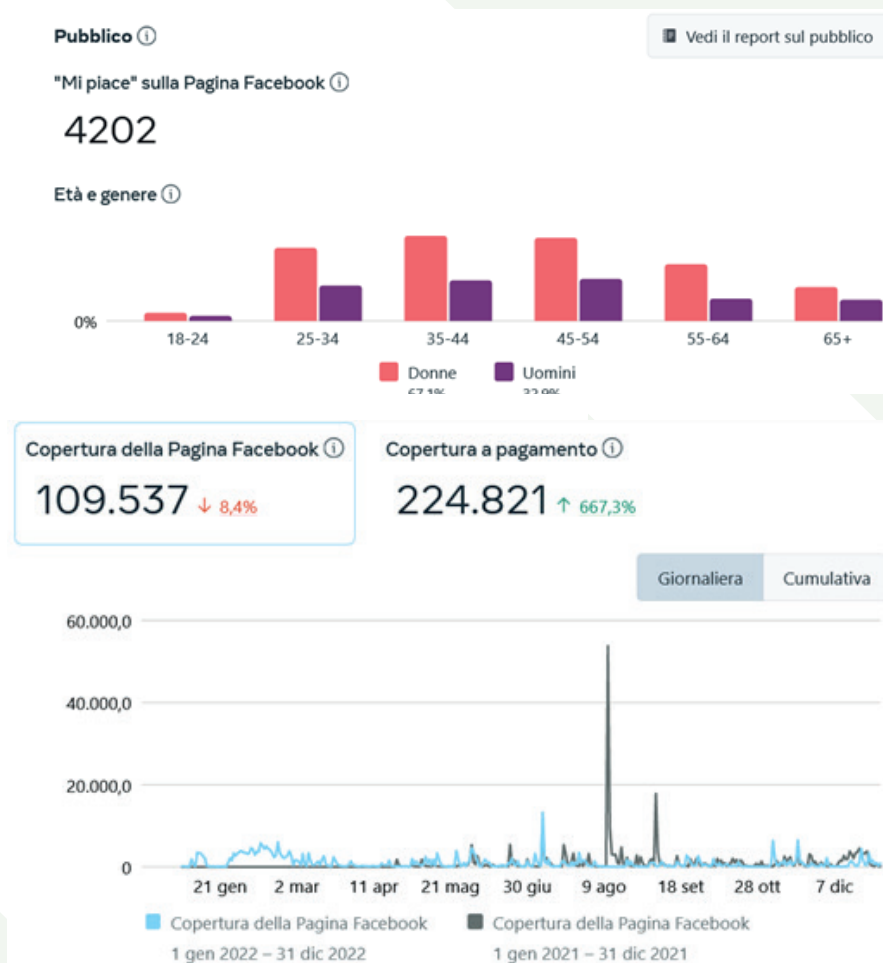 Pubblico
Vedi il report sul pubblico
"Mi piace" sulla Pagina Facebook
4202
Età e genere
0%
18-24 25-34 35-44 45-54 55-64 65+
Donne Uomini
67,1% 32,9%
Copertura della Pagina Facebook
109.537 ↓ 8,4%
Copertura a pagamento
224.821 ↑ 667,3%
Giornaliera Cumulativa
60.000,0
40.000,0
20.000,0
0
21 gen 2 mar 11 apr 21 mag 30 giu 9 ago 18 set 28 ott 7 dic
Copertura della Pagina Facebook
1 gen 2022 – 31 dic 2022
Copertura della Pagina Facebook
1 gen 2021 – 31 dic 2021